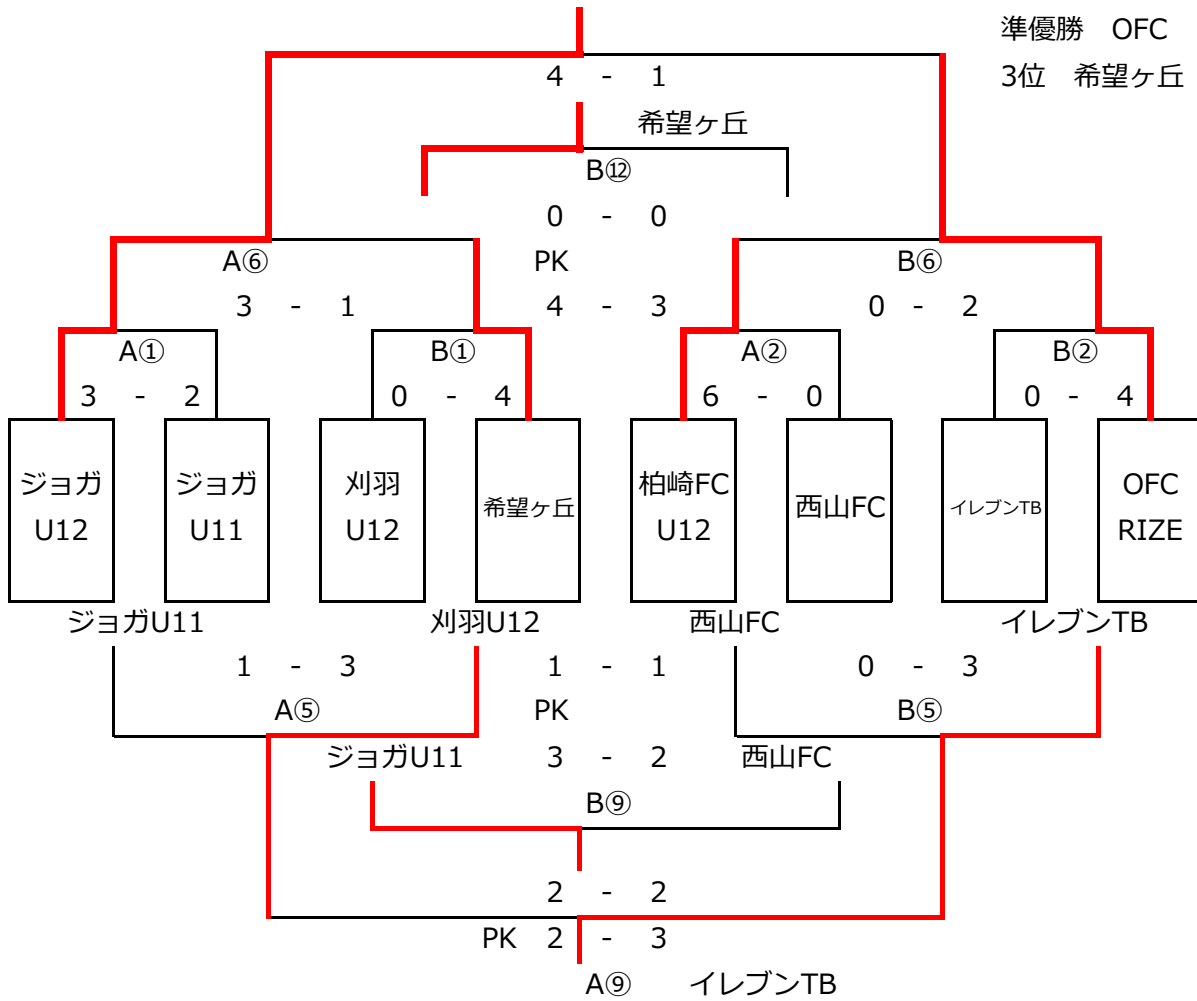 準優勝 OFC
3位 希望ヶ丘
4 - 1
希望ヶ丘
B⑫
0 - 0
A⑥ PK B⑥
3 - 1 4 - 3 0 - 2
A① B① A② B②
3 - 2 0 - 4 6 - 0 0 - 4
ジョガ U12
ジョガ U11
刈羽 U12
希望ヶ丘
柏崎FC U12
西山FC
イレブンTB
OFC RIZE
ジョガU11 刈羽U12 西山FC イレブンTB
1 - 3 1 - 1 0 - 3
A⑤ PK B⑤
ジョガU11 3 - 2 西山FC
B⑨
2 - 2
PK 2 - 3
A⑨ イレブンTB